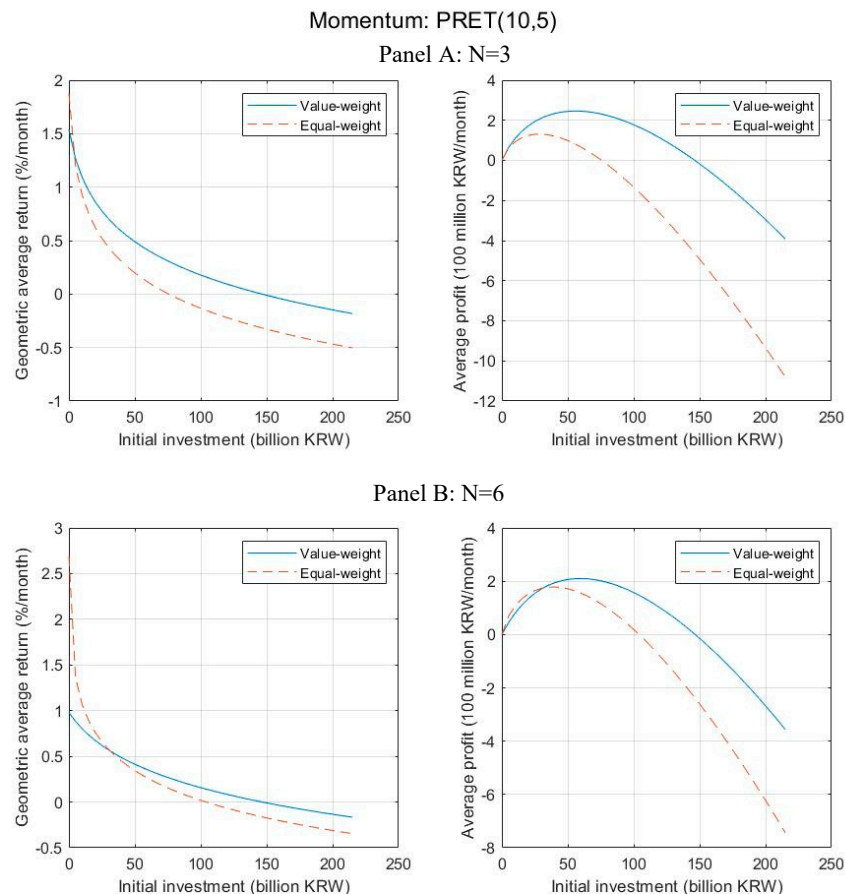 Momentum: PRET(10,5)
Panel A: N=3
Geometric average return (%/month)
2
1.5
1
0.5
0
-0.5
-1
0 50 100 150 200 250
Initial investment (billion KRW)
Value-weight
Equal-weight
Average profit (100 million KRW/month)
4
2
0
-2
-4
-6
-8
-10
-12
0 50 100 150 200 250
Initial investment (billion KRW)
Value-weight
Equal-weight
Panel B: N=6
Geometric average return (%/month)
3
2.5
2
1.5
1
0.5
0
-0.5
0 50 100 150 200 250
Initial investment (billion KRW)
Value-weight
Equal-weight
Average profit (100 million KRW/month)
4
2
0
-2
-4
-6
-8
0 50 100 150 200 250
Initial investment (billion KRW)
Value-weight
Equal-weight